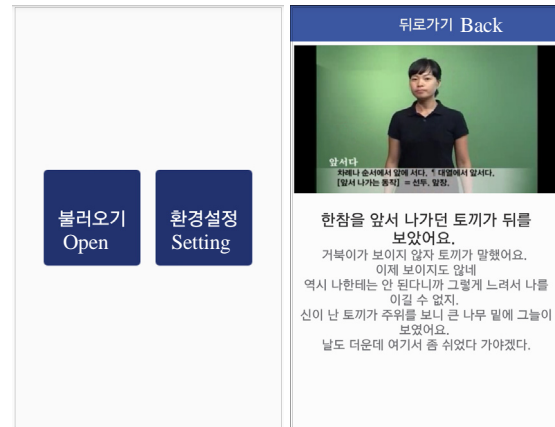 불러오기
Open
환경설정
Setting
뒤로가기 Back
앞서다
차례나 순서에서 앞에 서다. ¶ 대열에서 앞서다.
[앞서 나가는 동작] = 선두, 앞장.
한참을 앞서 나가던 토끼가 뒤를
보았어요.
거북이가 보이지 않자 토끼가 말했어요.
이제 보이지도 않네
역시 나한테는 안 된다니까 그렇게 느려서 나를
이길 수 없지.
신이 난 토끼가 주위를 보니 큰 나무 밑에 그늘이
보였어요.
날도 더운데 여기서 좀 쉬었다 가야겠다.